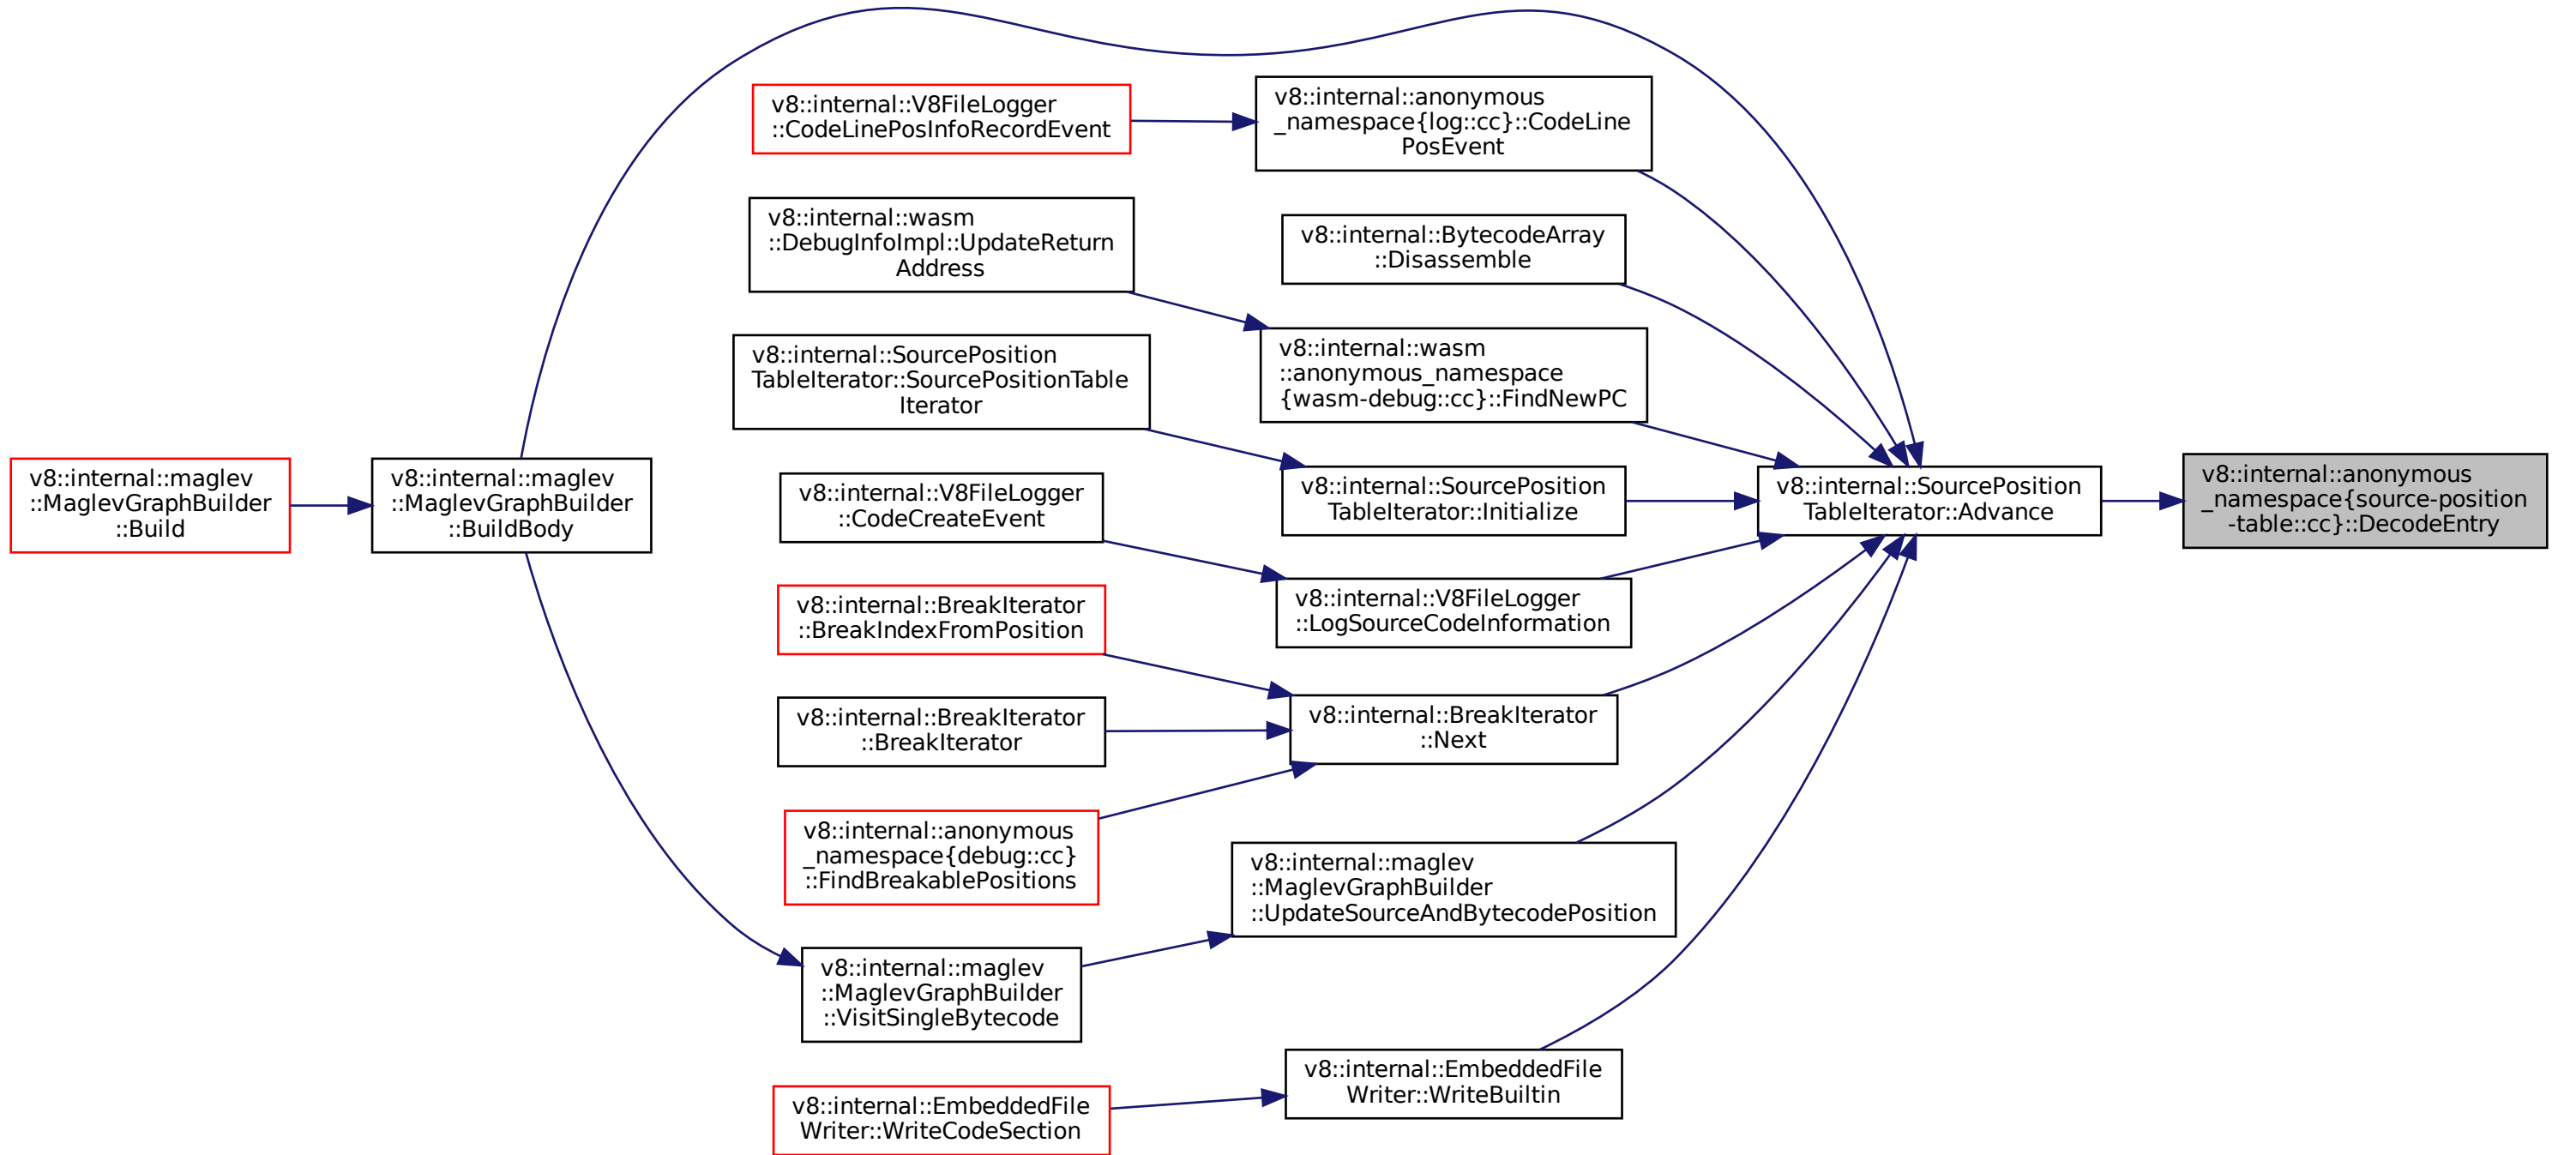 v8::internal::maglev
::MaglevGraphBuilder
::Build
v8::internal::maglev
::MaglevGraphBuilder
::BuildBody
v8::internal::V8FileLogger
::CodeLinePosInfoRecordEvent
v8::internal::wasm
::DebugInfoImpl::UpdateReturn
Address
v8::internal::SourcePosition
TableIterator::SourcePositionTable
Iterator
v8::internal::V8FileLogger
::CodeCreateEvent
v8::internal::BreakIterator
::BreakIndexFromPosition
v8::internal::BreakIterator
::BreakIterator
v8::internal::anonymous
_namespace{debug::cc}
::FindBreakablePositions
v8::internal::maglev
::MaglevGraphBuilder
::VisitSingleBytecode
v8::internal::EmbeddedFile
Writer::WriteCodeSection
v8::internal::anonymous
_namespace{log::cc}::CodeLine
PosEvent
v8::internal::BytecodeArray
::Disassemble
v8::internal::wasm
::anonymous_namespace
{wasm-debug::cc}::FindNewPC
v8::internal::SourcePosition
TableIterator::Initialize
v8::internal::V8FileLogger
::LogSourceCodeInformation
v8::internal::BreakIterator
::Next
v8::internal::maglev
::MaglevGraphBuilder
::UpdateSourceAndBytecodePosition
v8::internal::EmbeddedFile
Writer::WriteBuiltin
v8::internal::SourcePosition
TableIterator::Advance
v8::internal::anonymous
_namespace{source-position
-table::cc}::DecodeEntry